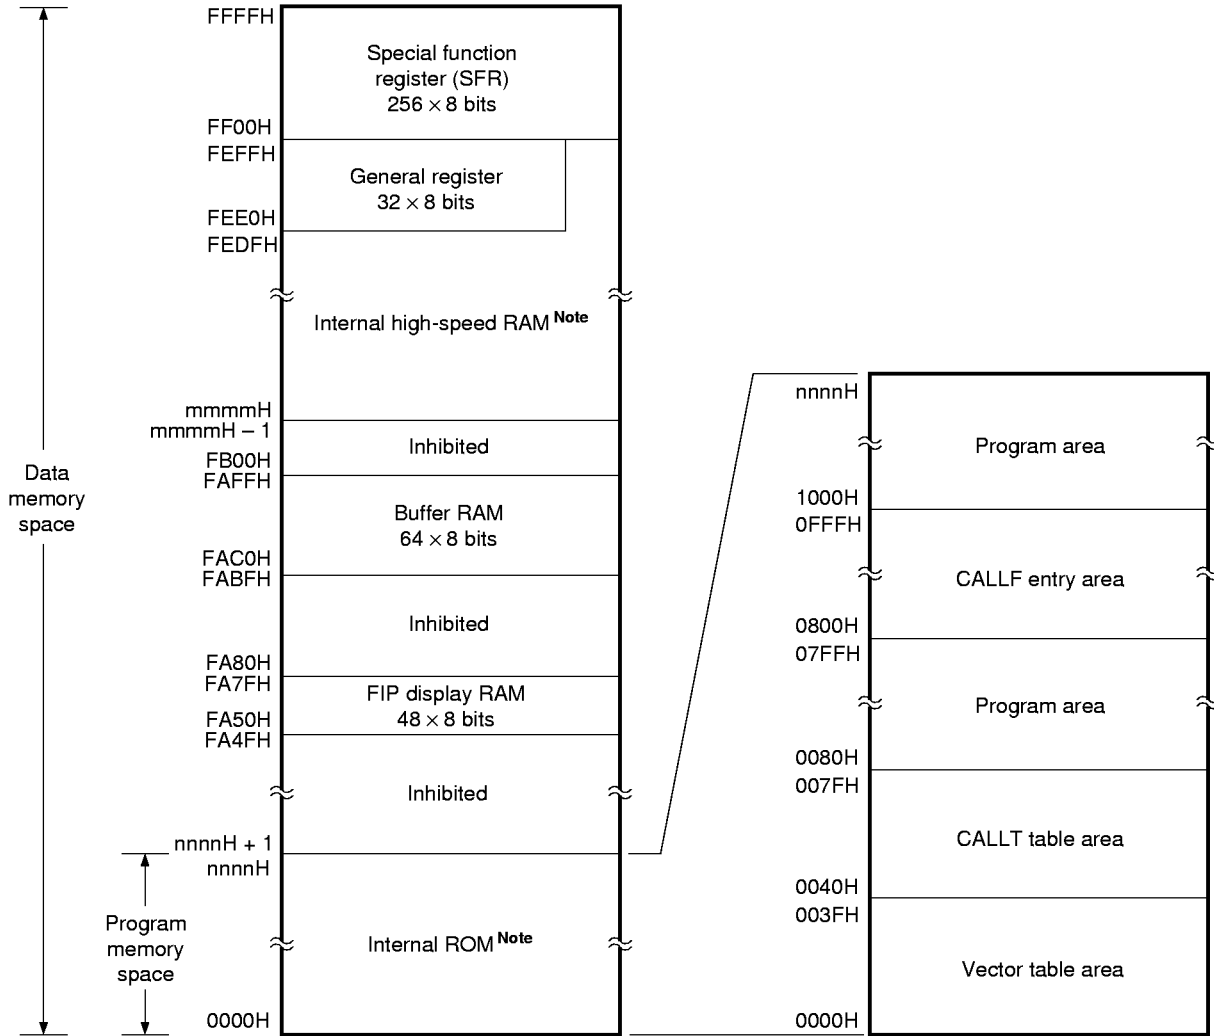 FFFFH
Special function
register (SFR)
256 × 8 bits
FF00H
FEFFH
General register
32 × 8 bits
FEE0H
FEDFH
Internal high-speed RAM Note
mmmmH
mmmmH – 1
Inhibited
FB00H
FAFFH
Buffer RAM
64 × 8 bits
FAC0H
FABFH
Inhibited
FA80H
FA7FH
FIP display RAM
48 × 8 bits
FA50H
FA4FH
Inhibited
nnnnH + 1
nnnnH
Internal ROM Note
0000H
Data
memory
space
Program
memory
space
nnnnH
Program area
1000H
0FFFH
CALLF entry area
0800H
07FFH
Program area
0080H
007FH
CALLT table area
0040H
003FH
Vector table area
0000H